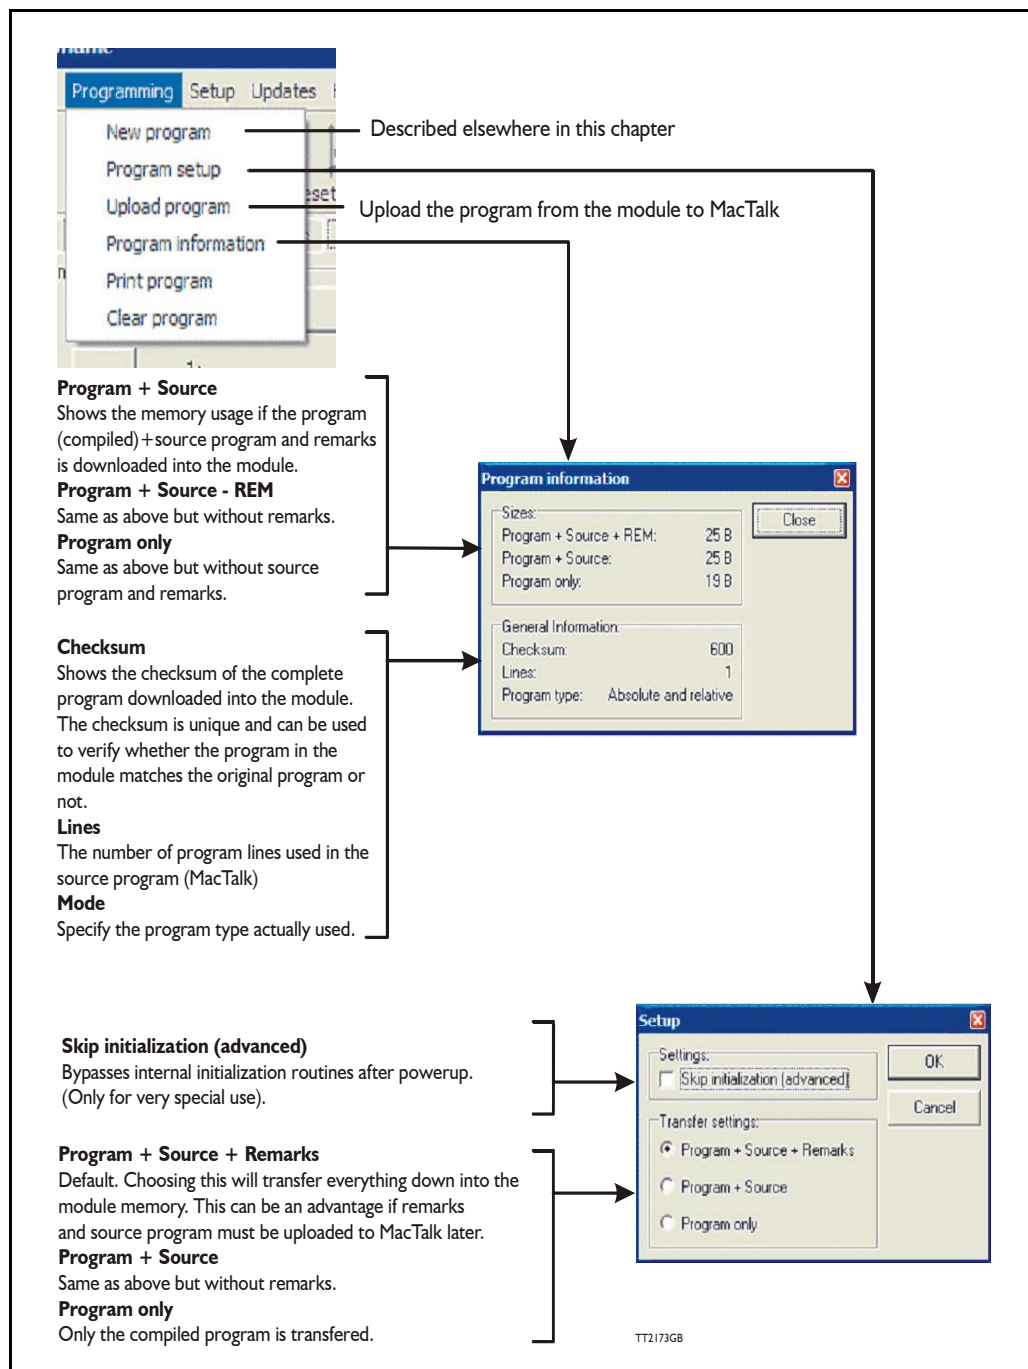 Programming Setup Updates
New program
Described elsewhere in this chapter
Program setup
Upload program
Upload the program from the module to MacTalk
Program information
Print program
Clear program
1:
Program + Source
Shows the memory usage if the program
(compiled)+source program and remarks
is downloaded into the module.
Program + Source - REM
Same as above but without remarks.
Program only
Same as above but without source
program and remarks.
Program information
Sizes:
Program + Source + REM: 25 B
Program + Source: 25 B
Program only: 19 B
Close
General Information:
Checksum: 600
Lines: 1
Program type: Absolute and relative
Checksum
Shows the checksum of the complete
program downloaded into the module.
The checksum is unique and can be used
to verify whether the program in the
module matches the original program or
not.
Lines
The number of program lines used in the
source program (MacTalk)
Mode
Specify the program type actually used.
Skip initialization (advanced)
Bypasses internal initialization routines after powerup.
(Only for very special use).
Setup
Settings:
Skip initialization (advanced)
OK
Cancel
Transfer settings:
Program + Source + Remarks
Program + Source
Program only
Program + Source + Remarks
Default. Choosing this will transfer everything down into the
module memory. This can be an advantage if remarks
and source program must be uploaded to MacTalk later.
Program + Source
Same as above but without remarks.
Program only
Only the compiled program is transfered.
TT2173GB